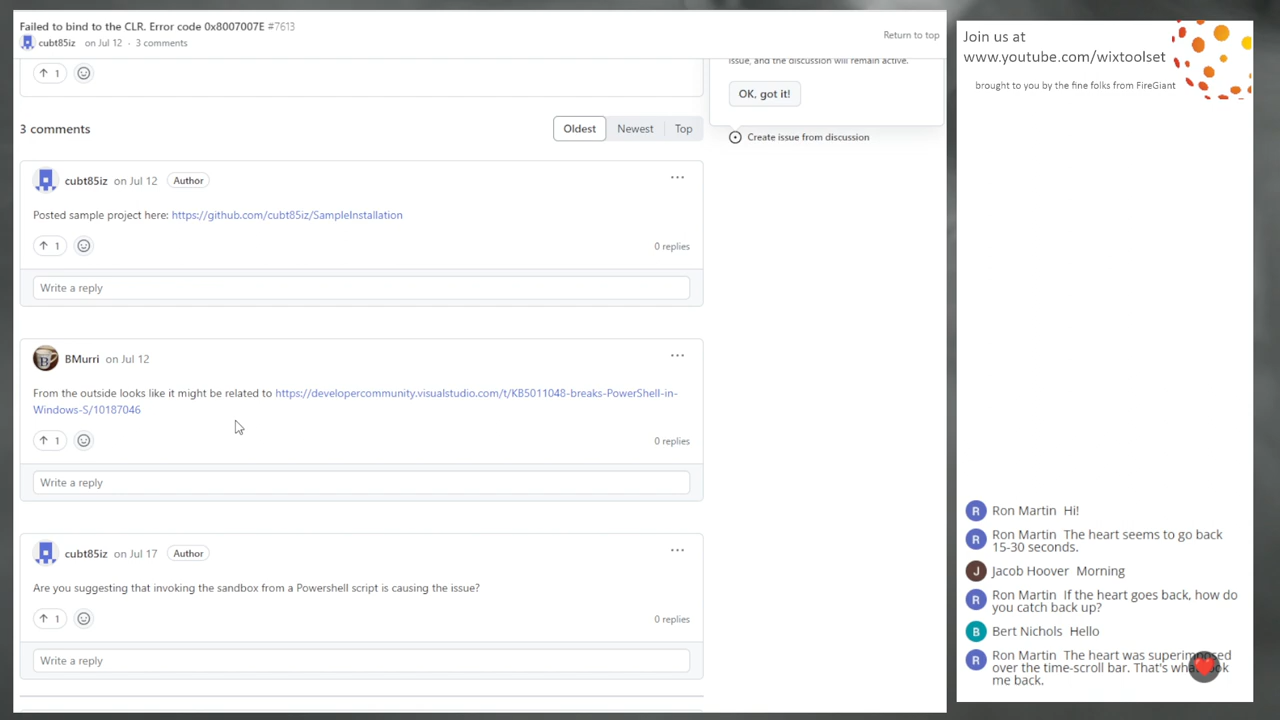 Failed to bind to the CLR. Error code 0x8007007E #7613
cubt85iz on Jul 12 · 3 comments
Return to top
issue, and the discussion will remain active.
↑ 1
OK, got it!
3 comments
Oldest Newest Top
Create issue from discussion
cubt85iz on Jul 12 Author
Posted sample project here: https://github.com/cubt85iz/SampleInstallation
↑ 1
0 replies
Write a reply
BMurri on Jul 12
From the outside looks like it might be related to https://developercommunity.visualstudio.com/t/KB5011048-breaks-PowerShell-in-
Windows-S/10187046
↑ 1
0 replies
Write a reply
cubt85iz on Jul 17 Author
Are you suggesting that invoking the sandbox from a Powershell script is causing the issue?
↑ 1
0 replies
Write a reply
Join us at
www.youtube.com/wixtoolset
brought to you by the fine folks from FireGiant
R Ron Martin Hi!
R Ron Martin The heart seems to go back
15-30 seconds.
J Jacob Hoover Morning
R Ron Martin If the heart goes back, how do
you catch back up?
B Bert Nichols Hello
R Ron Martin The heart was superimposed
over the time-scroll bar. That's what took
me back.